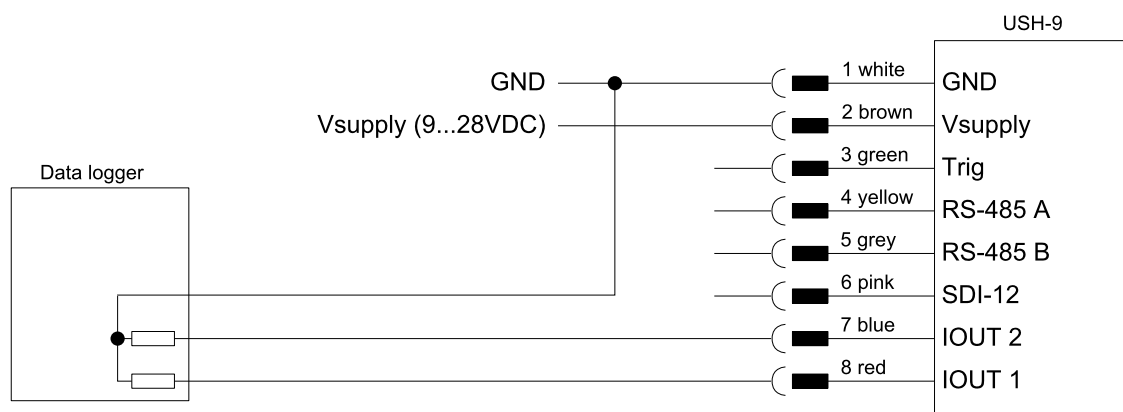 USH-9
GND 1 white GND
Vsupply (9...28VDC) 2 brown Vsupply
3 green Trig
Data logger
4 yellow RS-485 A
5 grey RS-485 B
6 pink SDI-12
7 blue IOUT 2
8 red IOUT 1